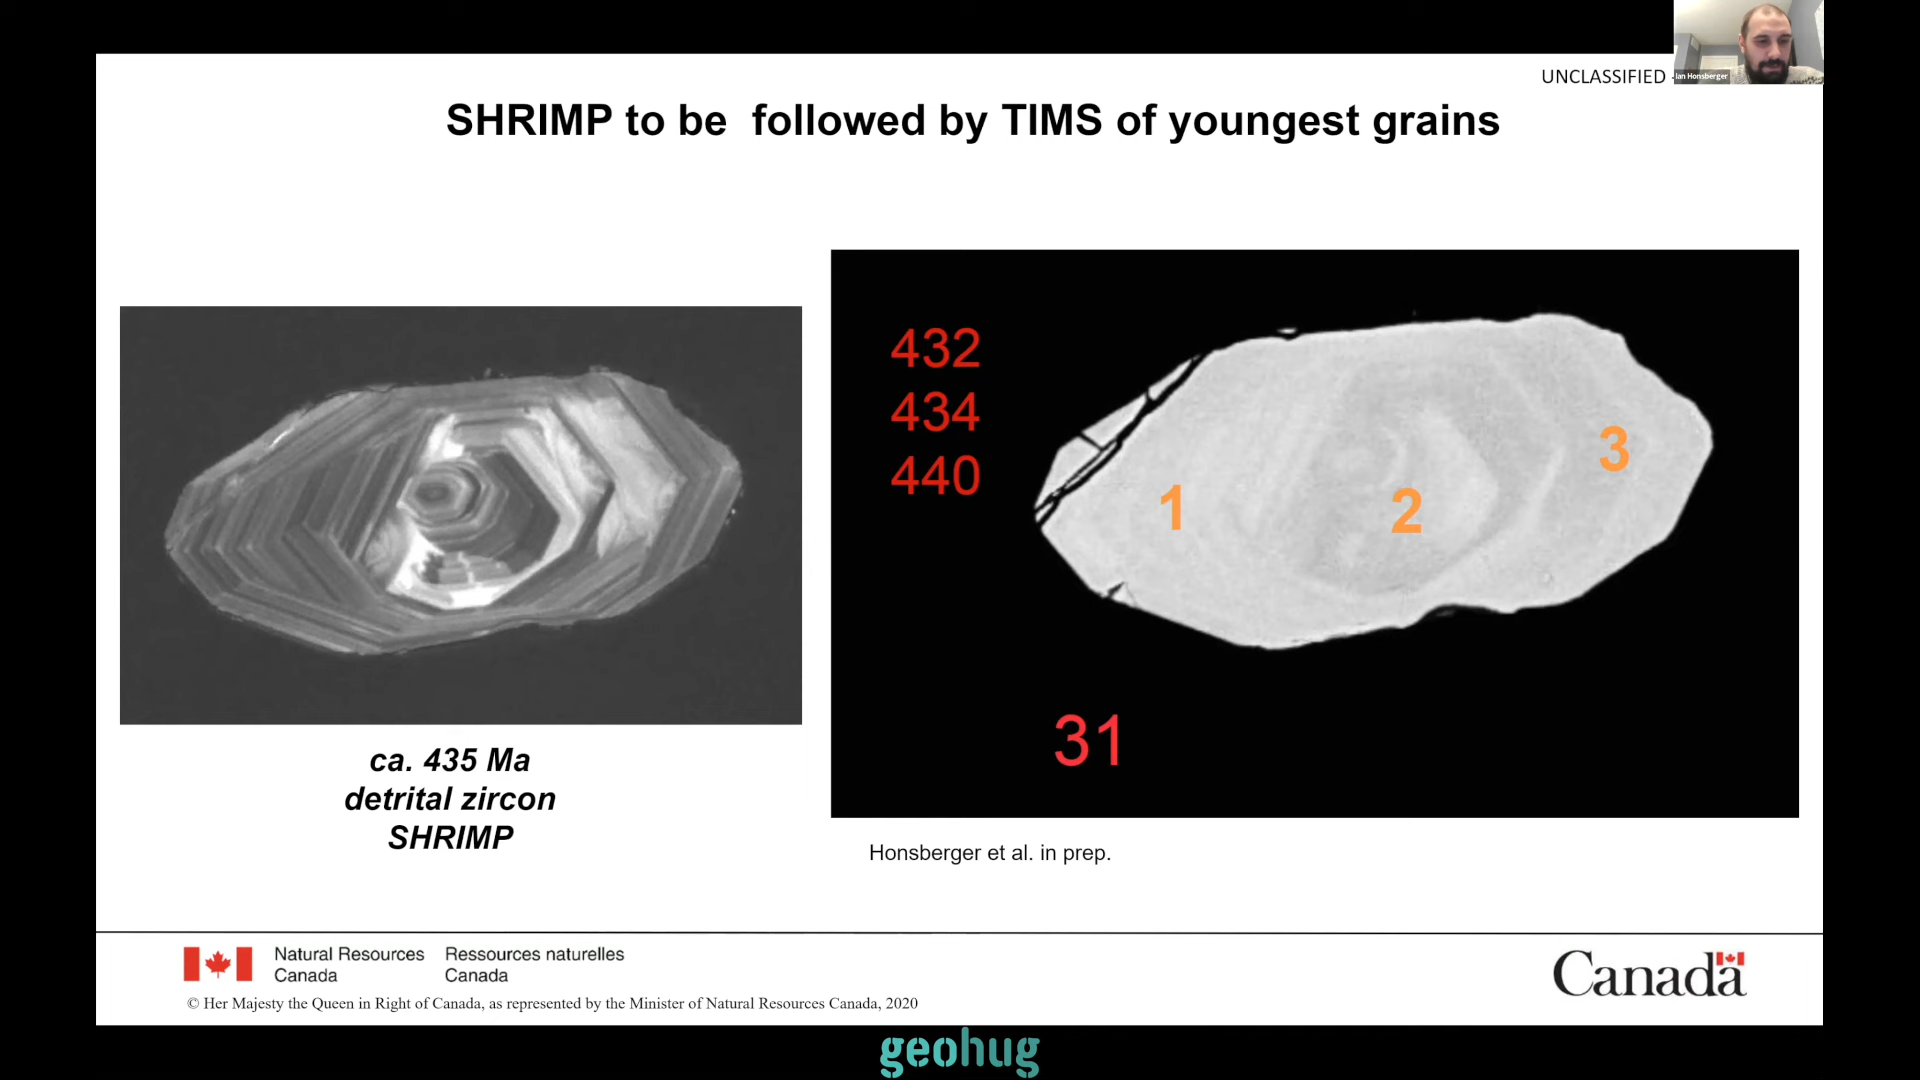 UNCLASSIFIED -
Ian Honsberger
SHRIMP to be followed by TIMS of youngest grains
432
434
440
1
2
3
31
ca. 435 Ma
detrital zircon
SHRIMP
Honsberger et al. in prep.
Natural Resources
Canada
Ressources naturelles
Canada
Canada
© Her Majesty the Queen in Right of Canada, as represented by the Minister of Natural Resources Canada, 2020
geohug